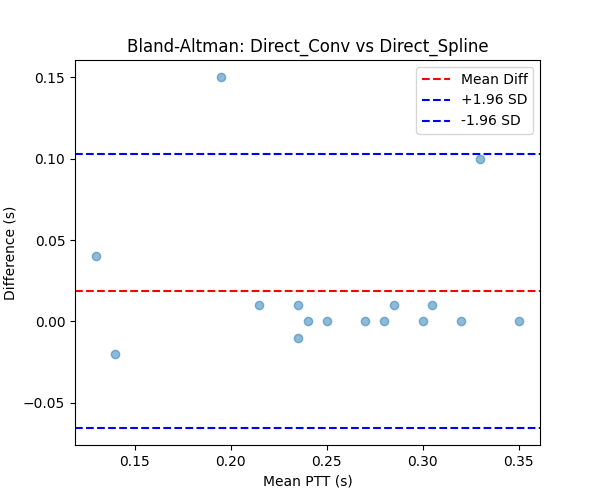 Bland-Altman: Direct_Conv vs Direct_Spline
Mean Diff
+1.96 SD
-1.96 SD
Difference (s)
0.15
0.10
0.05
0.00
−0.05
0.15 0.20 0.25 0.30 0.35
Mean PTT (s)